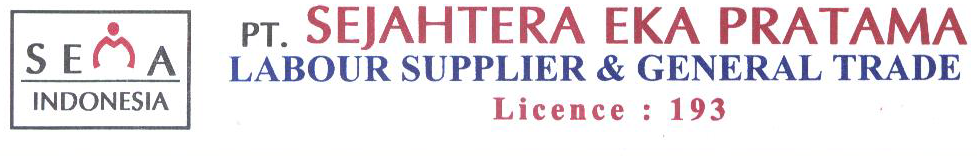 SEMA
INDONESIA
PT. SEJAHTERA EKA PRATAMA
LABOUR SUPPLIER & GENERAL TRADE
Licence : 193